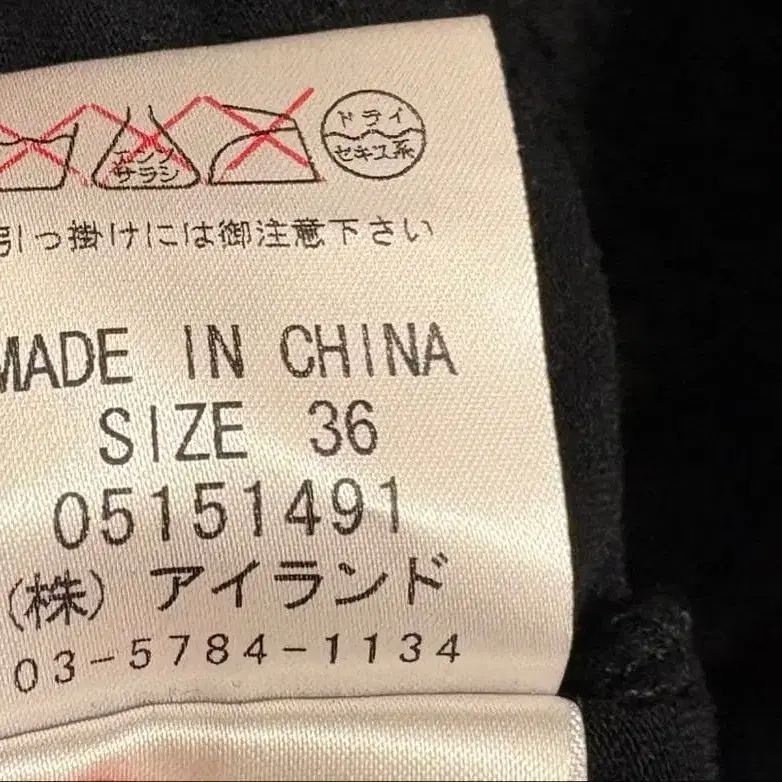 エンソ
サラシ
ドライ
セキユ系
引っ掛けには御注意下さい
MADE IN CHINA
SIZE 36
05151491
(株) アイランド
03-5784-1134